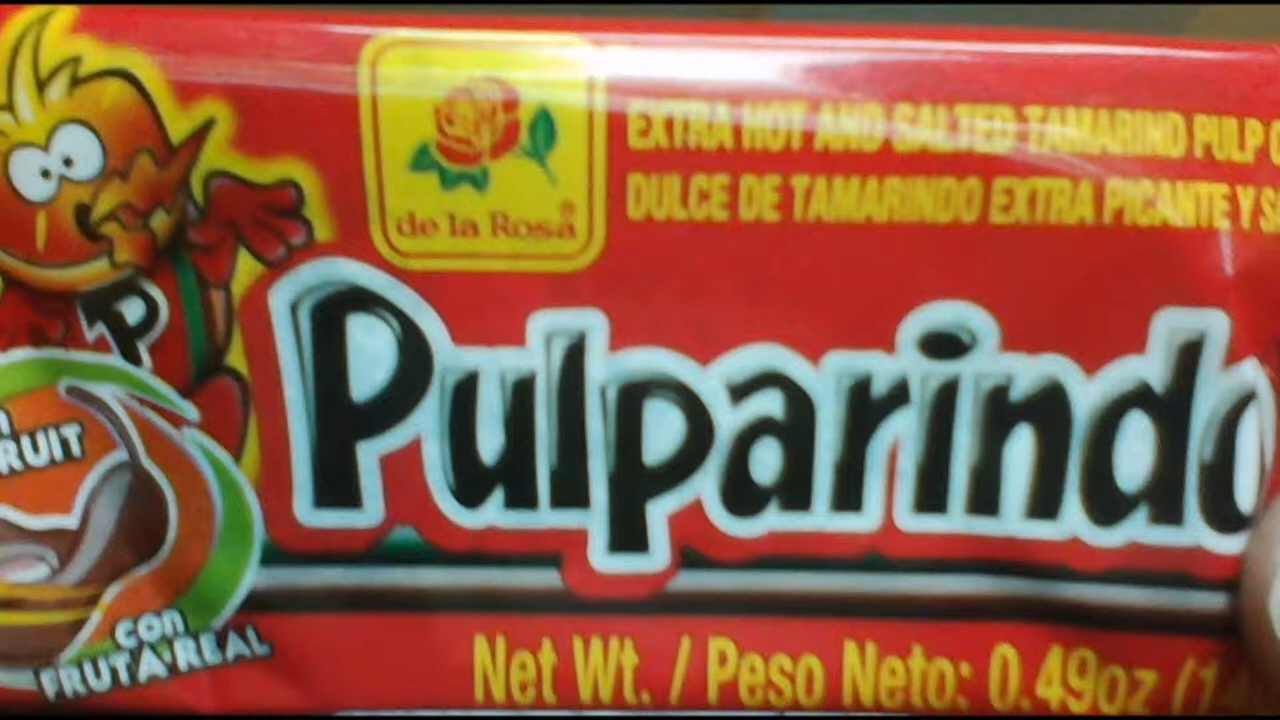 de la Rosa®
EXTRA HOT AND SALTED TAMARIND PULP
DULCE DE TAMARINDO EXTRA PICANTE Y
P
Pulparindo
RUIT
con
FRUTA REAL
Net Wt. / Peso Neto: 0.49oz